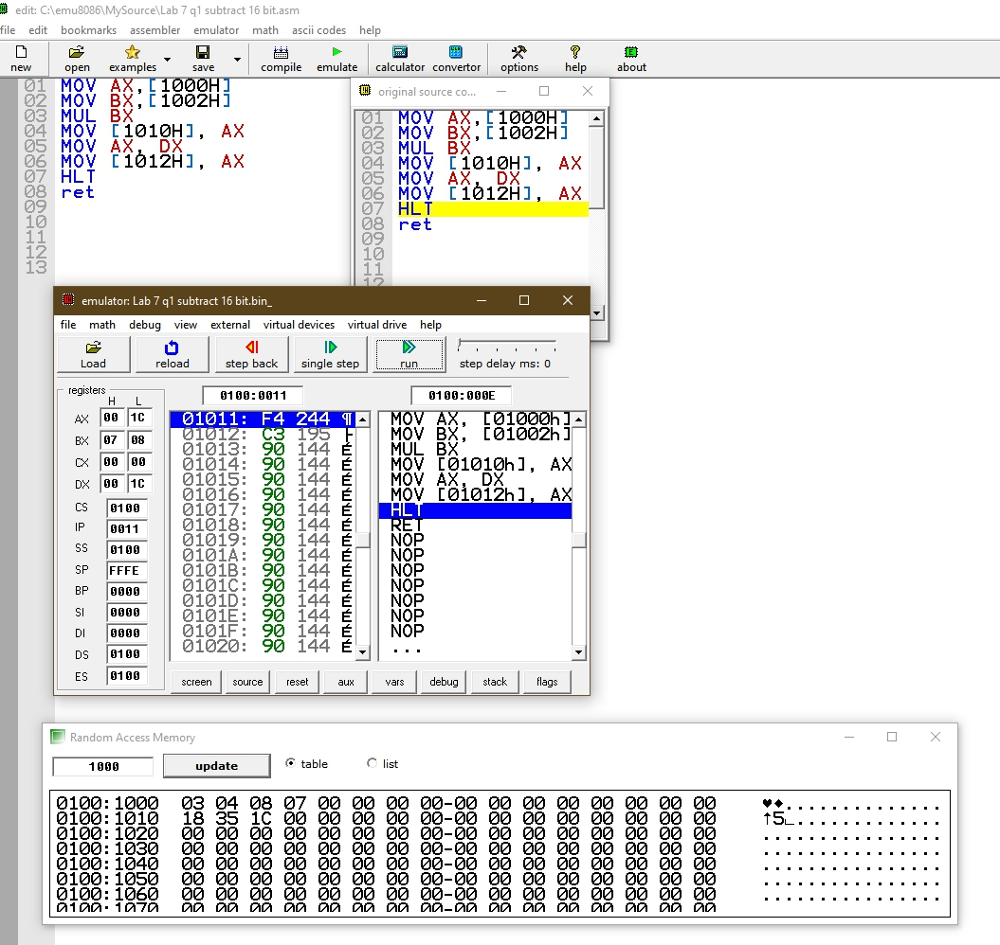 edit: C:\emu8086\MySource\Lab 7 q1 subtract 16 bit.asm
file edit bookmarks assembler emulator math ascii codes help
new open examples save compile emulate calculator convertor options help about
01 MOV AX,[1000H]
02 MOV BX,[1002H]
03 MUL BX
04 MOV [1010H], AX
05 MOV AX, DX
06 MOV [1012H], AX
07 HLT
08 ret
09
10
11
12
13
original source co...
01 MOV AX,[1000H]
02 MOV BX,[1002H]
03 MUL BX
04 MOV [1010H], AX
05 MOV AX, DX
06 MOV [1012H], AX
07 HLT
08 ret
09
10
11
12
emulator: Lab 7 q1 subtract 16 bit.bin_
file math debug view external virtual devices virtual drive help
Load reload step back single step run step delay ms: 0
registers
H L
AX 00 1C
BX 07 08
CX 00 00
DX 00 1C
CS 0100
IP 0011
SS 0100
SP FFFE
BP 0000
SI 0000
DI 0000
DS 0100
ES 0100
0100:0011
01011: F4 244 ¶
01012: C3 195 ├
01013: 90 144 É
01014: 90 144 É
01015: 90 144 É
01016: 90 144 É
01017: 90 144 É
01018: 90 144 É
01019: 90 144 É
0101A: 90 144 É
0101B: 90 144 É
0101C: 90 144 É
0101D: 90 144 É
0101E: 90 144 É
0101F: 90 144 É
01020: 90 144 É
0100:000E
MOV AX, [01000h]
MOV BX, [01002h]
MUL BX
MOV [01010h], AX
MOV AX, DX
MOV [01012h], AX
HLT
RET
NOP
NOP
NOP
NOP
NOP
NOP
NOP
...
screen source reset aux vars debug stack flags
Random Access Memory
1000 update table list
0100:1000 03 04 08 07 00 00 00 00-00 00 00 00 00 00 00 00 ♥♦..............
0100:1010 18 35 1C 00 00 00 00 00-00 00 00 00 00 00 00 00 ↑5∟.............
0100:1020 00 00 00 00 00 00 00 00-00 00 00 00 00 00 00 00 ................
0100:1030 00 00 00 00 00 00 00 00-00 00 00 00 00 00 00 00 ................
0100:1040 00 00 00 00 00 00 00 00-00 00 00 00 00 00 00 00 ................
0100:1050 00 00 00 00 00 00 00 00-00 00 00 00 00 00 00 00 ................
0100:1060 00 00 00 00 00 00 00 00-00 00 00 00 00 00 00 00 ................
0100:1070 00 00 00 00 00 00 00 00-00 00 00 00 00 00 00 00